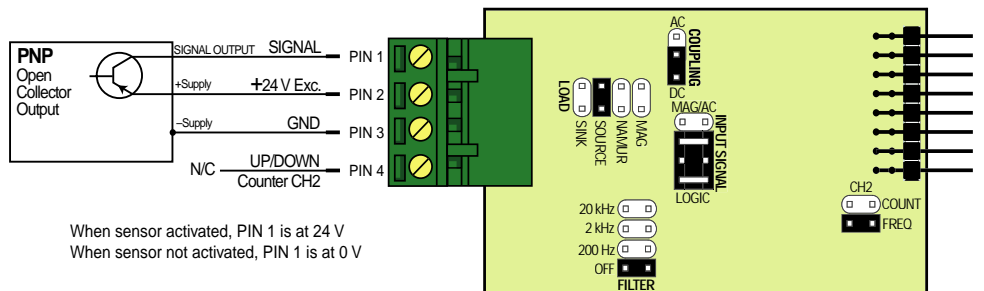 PNP
Open
Collector
Output
SIGNAL OUTPUT
SIGNAL
PIN 1
+Supply
+24 V Exc.
PIN 2
–Supply
GND
PIN 3
N/C
UP/DOWN
Counter CH2
PIN 4
When sensor activated, PIN 1 is at 24 V
When sensor not activated, PIN 1 is at 0 V
AC
COUPLING
DC
LOAD
SINK
SOURCE
NAMUR
MAG
MAG/AC
INPUT SIGNAL
LOGIC
20 kHz
2 kHz
200 Hz
OFF
FILTER
CH2
COUNT
FREQ